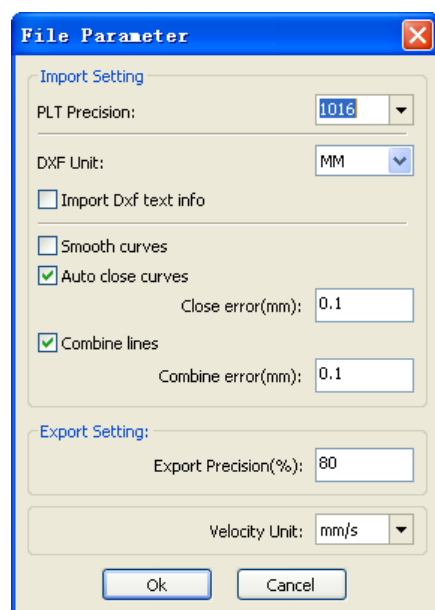 File Parameter
Import Setting
PLT Precision: 1016
DXF Unit: MM
Import Dxf text info
Smooth curves
Auto close curves
Close error(mm): 0.1
Combine lines
Combine error(mm): 0.1
Export Setting:
Export Precision(%): 80
Velocity Unit: mm/s
Ok Cancel